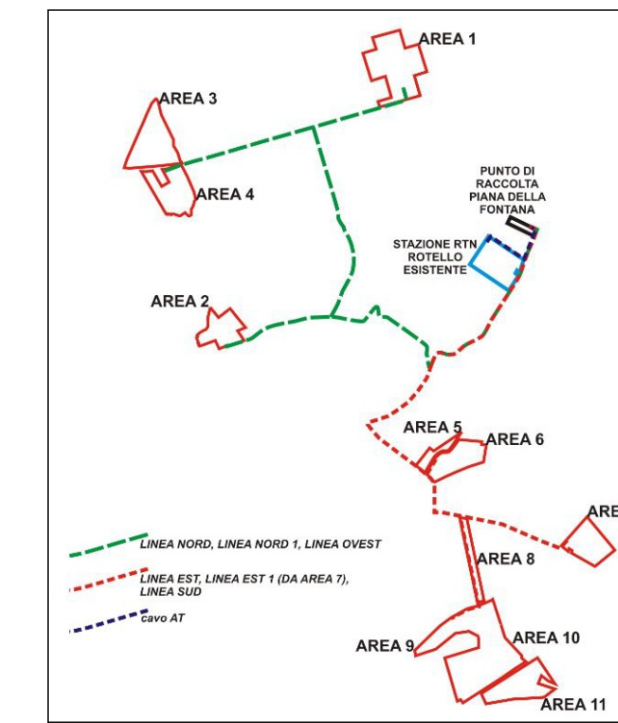 AREA 1
AREA 3
AREA 4
PUNTO DI
RACCOLTA
PIANA DELLA
FONTANA
STAZIONE RTN
ROTELLO
ESISTENTE
AREA 2
AREA 5
AREA 6
ARE
AREA 8
LINEA NORD, LINEA NORD 1, LINEA OVEST
LINEA EST, LINEA EST 1 (DA AREA 7),
LINEA SUD
cavo AT
AREA 9
AREA 10
AREA 11